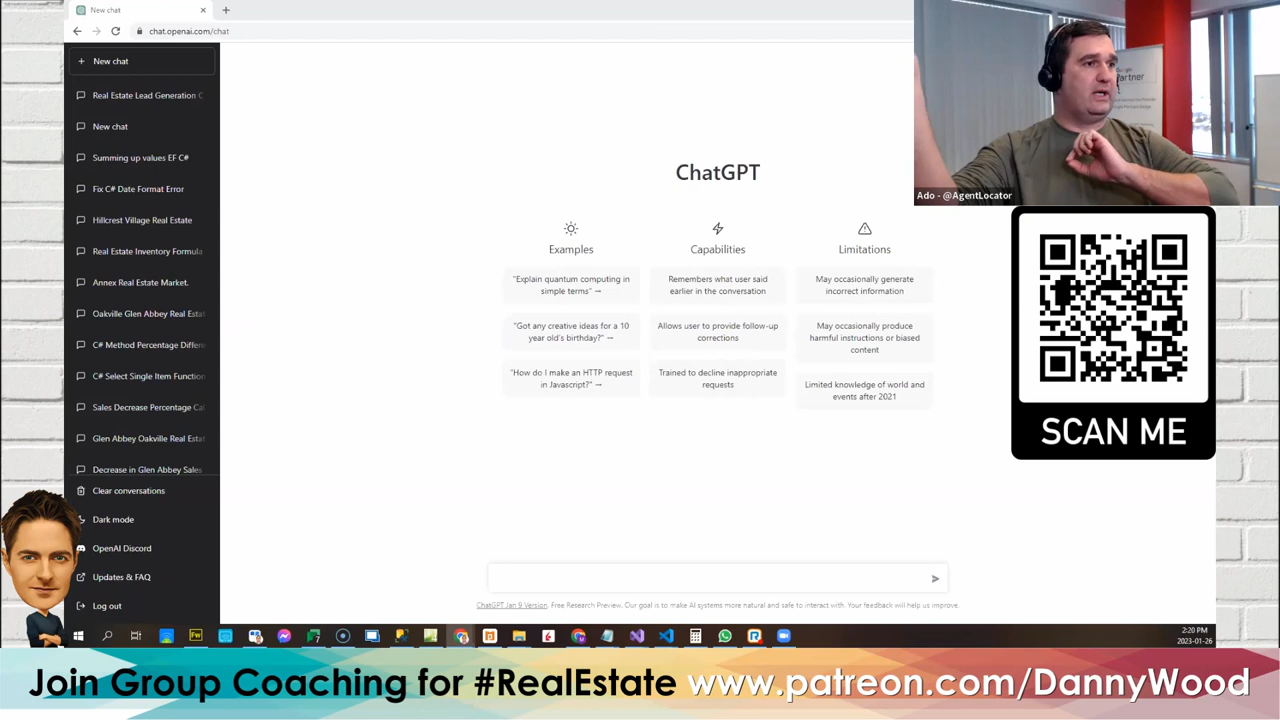 New chat
chat.openai.com/chat
New chat
Real Estate Lead Generation C
New chat
Summing up values EF C#
Fix C# Date Format Error
Hillcrest Village Real Estate
Real Estate Inventory Formula
Annex Real Estate Market.
Oakville Glen Abbey Real Estat
C# Method Percentage Differe
C# Select Single Item Function
Sales Decrease Percentage Cal
Glen Abbey Oakville Real Estat
Decrease in Glen Abbey Sales
Clear conversations
Dark mode
OpenAI Discord
Updates & FAQ
Log out
ChatGPT
Examples
"Explain quantum computing in
simple terms" →
"Got any creative ideas for a 10
year old's birthday?" →
"How do I make an HTTP request
in Javascript?" →
Capabilities
Remembers what user said
earlier in the conversation
Allows user to provide follow-up
corrections
Trained to decline inappropriate
requests
Limitations
May occasionally generate
incorrect information
May occasionally produce
harmful instructions or biased
content
Limited knowledge of world and
events after 2021
ChatGPT Jan 9 Version. Free Research Preview. Our goal is to make AI systems more natural and safe to interact with. Your feedback will help us improve.
Partner
Ado - @AgentLocator
SCAN ME
Fw
2:20 PM
2023-01-26
Join Group Coaching for #RealEstate www.patreon.com/DannyWood